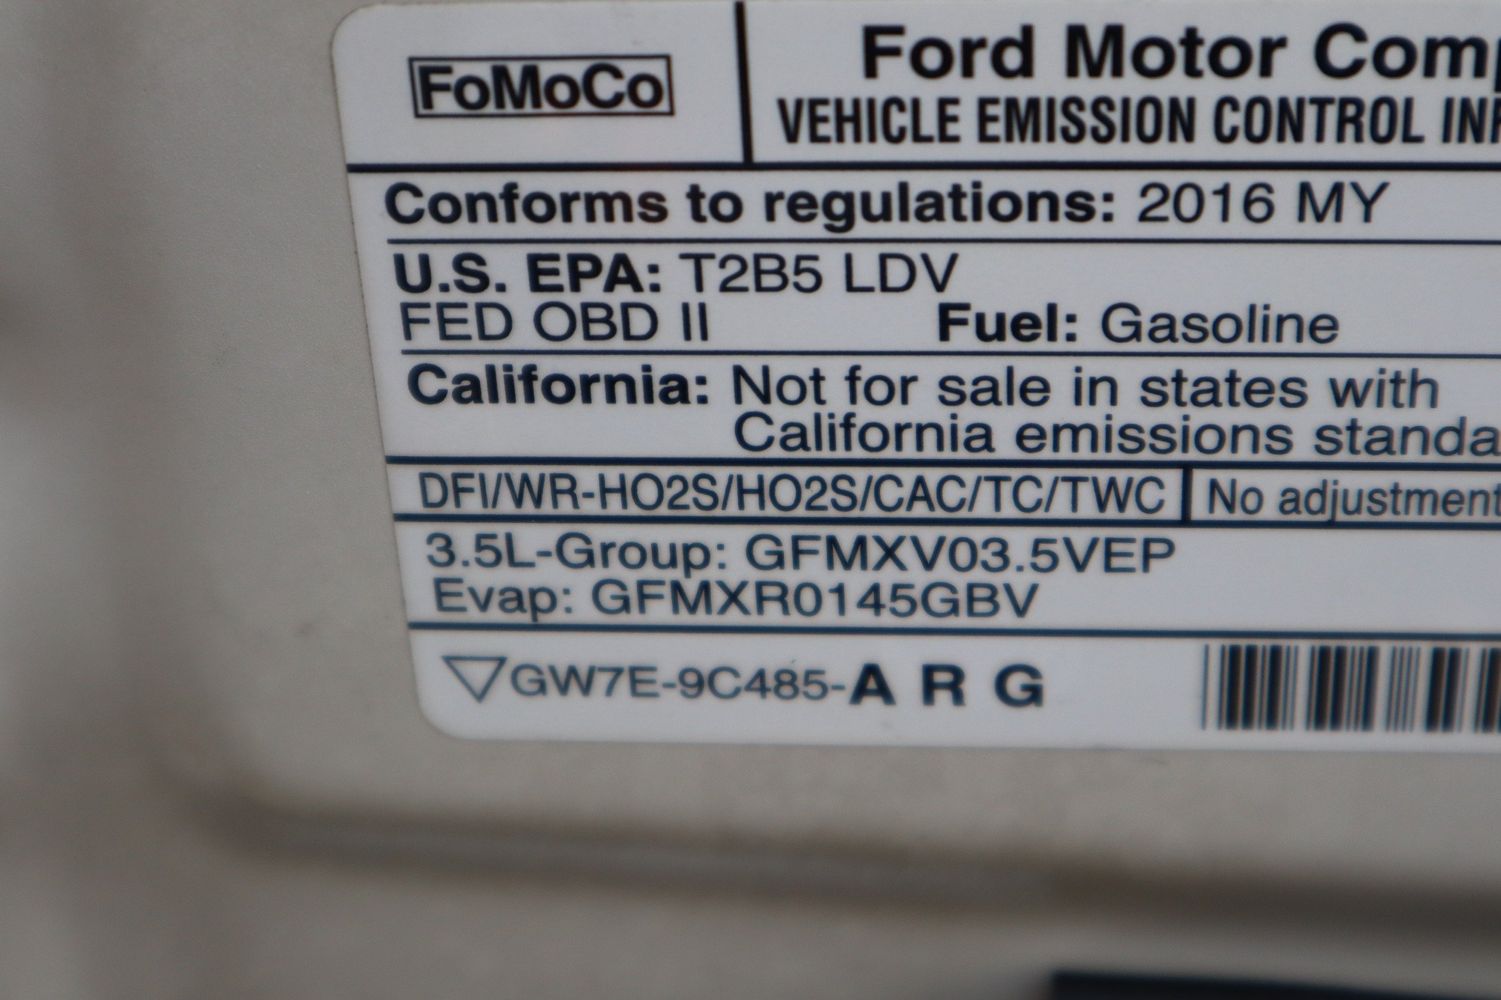 FoMoCo
Ford Motor Comp
VEHICLE EMISSION CONTROL INF
Conforms to regulations: 2016 MY
U.S. EPA: T2B5 LDV
FED OBD II Fuel: Gasoline
California: Not for sale in states with
California emissions standa
DFI/WR-HO2S/HO2S/CAC/TC/TWC No adjustment
3.5L-Group: GFMXV03.5VEP
Evap: GFMXR0145GBV
GW7E-9C485-A R G